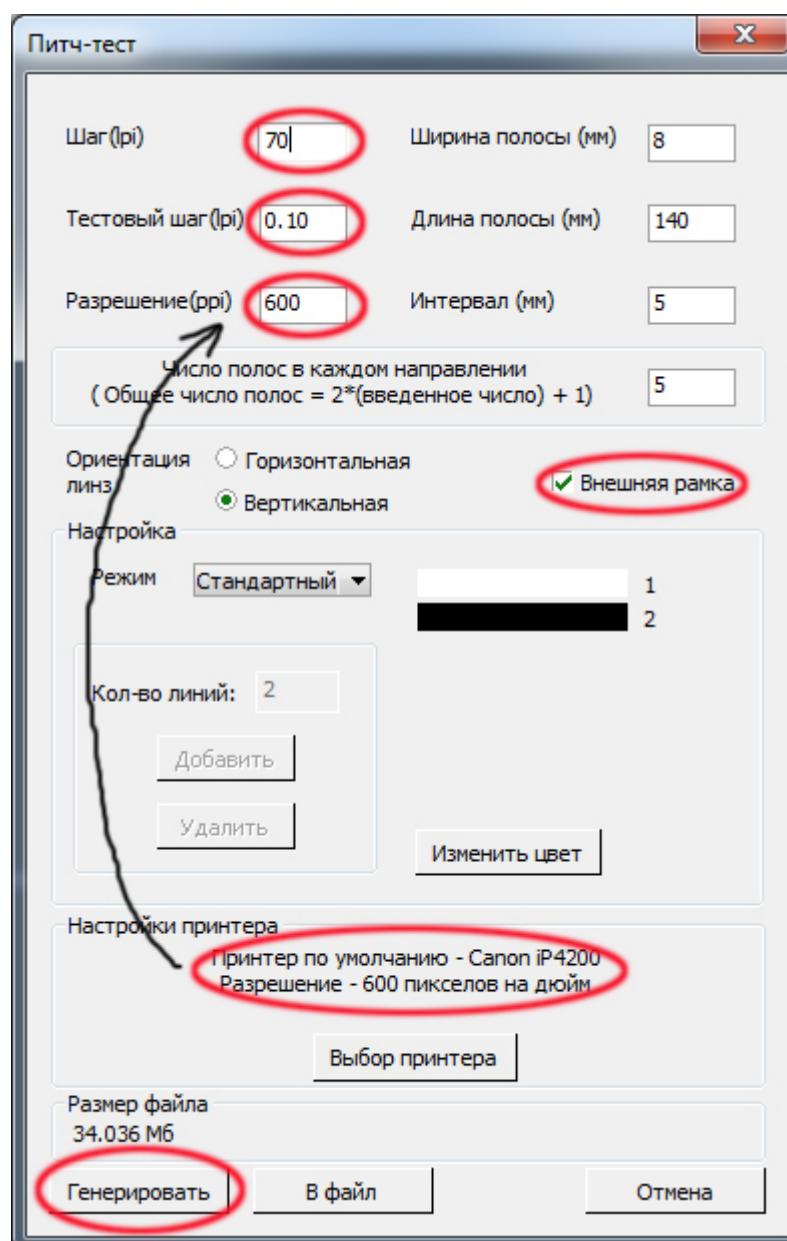 Питч-тест
Шаг(lpi) 70 Ширина полосы (мм) 8
Тестовый шаг(lpi) 0.10 Длина полосы (мм) 140
Разрешение(ppi) 600 Интервал (мм) 5
Число полос в каждом направлении
( Общее число полос = 2*(введенное число) + 1) 5
Ориентация линз
Горизонтальная
Вертикальная
Внешняя рамка
Настройка
Режим Стандартный 1
2
Кол-во линий: 2
Добавить
Удалить
Изменить цвет
Настройки принтера
Принтер по умолчанию - Canon iP4200
Разрешение - 600 пикселов на дюйм
Выбор принтера
Размер файла
34.036 Мб
Генерировать В файл Отмена